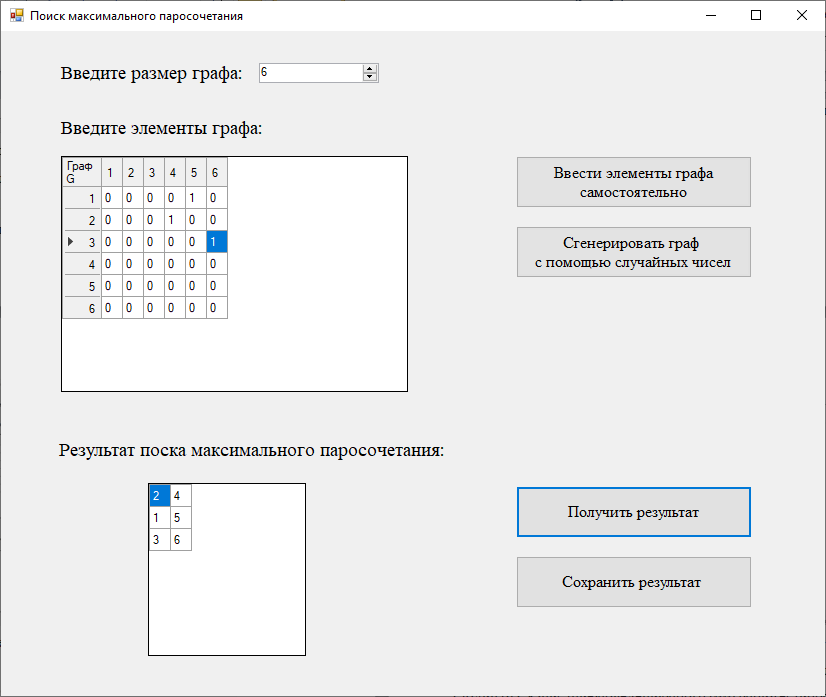 Поиск максимального паросочетания
Введите размер графа: 6
Введите элементы графа:
Граф G 1 2 3 4 5 6
1 0 0 0 0 1 0
2 0 0 0 1 0 0
3 0 0 0 0 0 1
4 0 0 0 0 0 0
5 0 0 0 0 0 0
6 0 0 0 0 0 0
Ввести элементы графа
самостоятельно
Сгенерировать граф
с помощью случайных чисел
Результат поска максимального паросочетания:
2 4
1 5
3 6
Получить результат
Сохранить результат